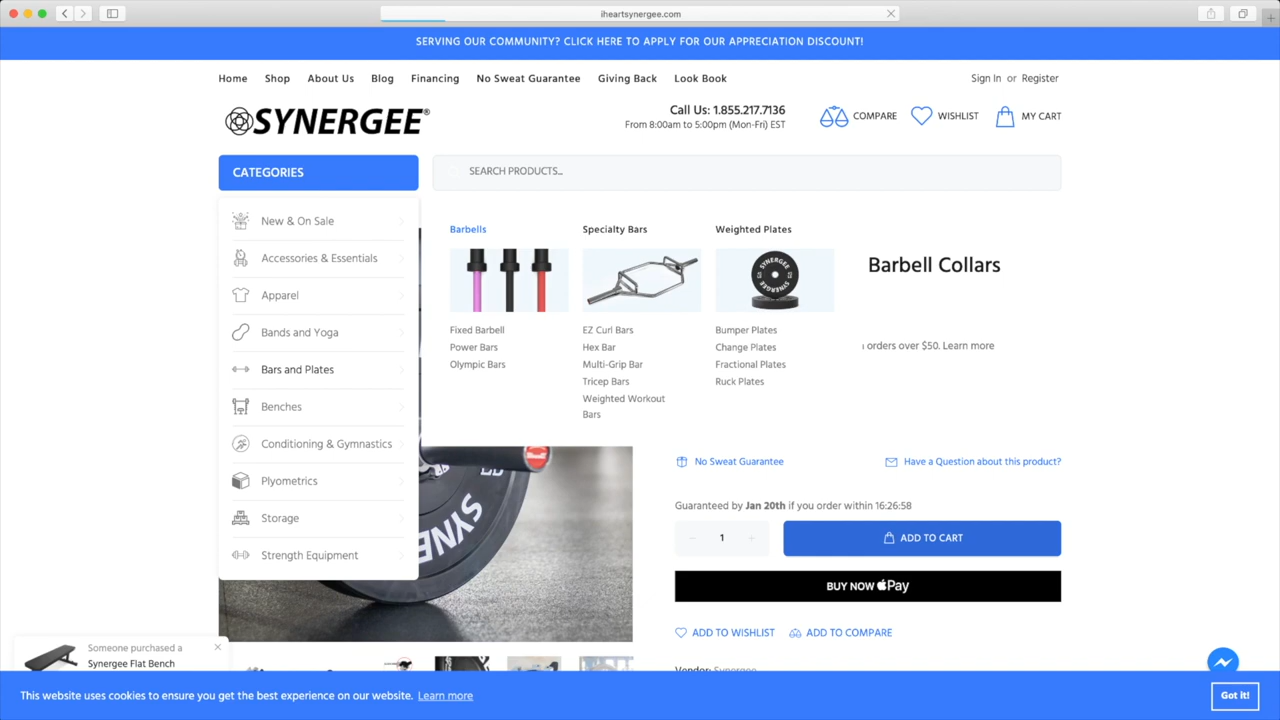 iheartsynergee.com
SERVING OUR COMMUNITY? CLICK HERE TO APPLY FOR OUR APPRECIATION DISCOUNT!
Home Shop About Us Blog Financing No Sweat Guarantee Giving Back Look Book
Sign In or Register
SYNERGEE®
Call Us: 1.855.217.7136
From 8:00am to 5:00pm (Mon-Fri) EST
COMPARE WISHLIST MY CART
CATEGORIES
SEARCH PRODUCTS...
New & On Sale
Accessories & Essentials
Apparel
Bands and Yoga
Bars and Plates
Benches
Conditioning & Gymnastics
Plyometrics
Storage
Strength Equipment
Barbells
Fixed Barbell
Power Bars
Olympic Bars
Specialty Bars
EZ Curl Bars
Hex Bar
Multi-Grip Bar
Tricep Bars
Weighted Workout
Bars
Weighted Plates
SYNERGEE
SYNERGEE
Bumper Plates
Change Plates
Fractional Plates
Ruck Plates
Barbell Collars
orders over $50. Learn more
SYNE
No Sweat Guarantee
Have a Question about this product?
Guaranteed by Jan 20th if you order within 16:26:58
- 1 +
ADD TO CART
BUY NOW Pay
ADD TO WISHLIST ADD TO COMPARE
Vendor: Synergee
Someone purchased a
Synergee Flat Bench
This website uses cookies to ensure you get the best experience on our website. Learn more
Got it!